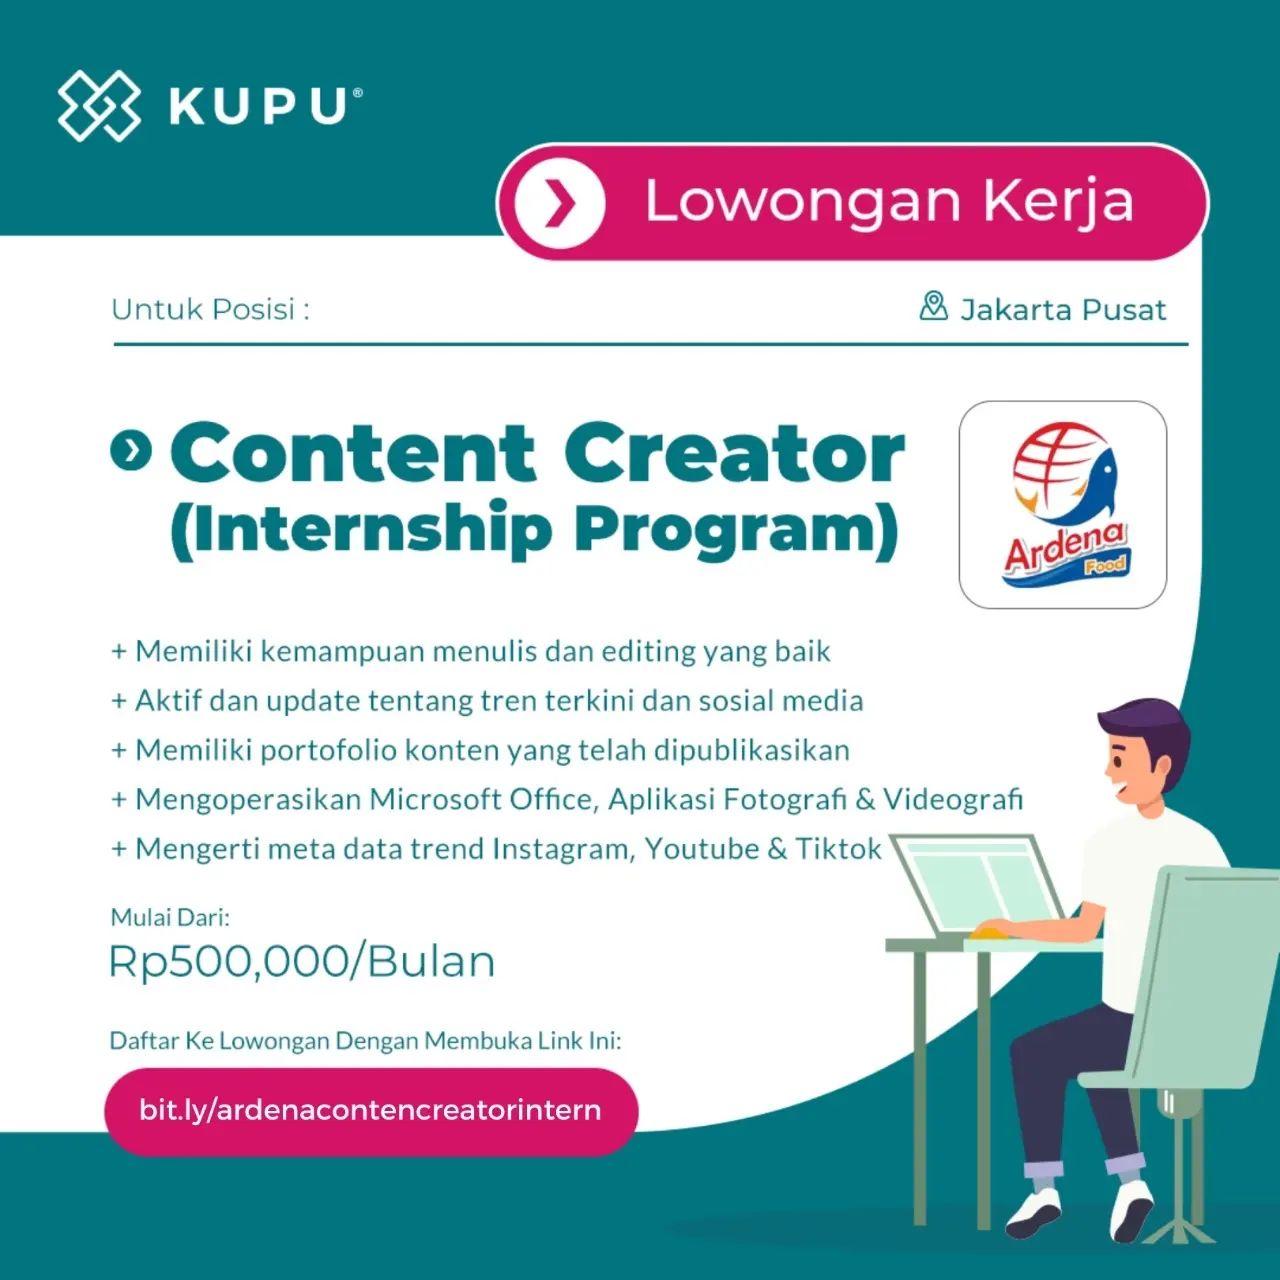 KUPU®
Lowongan Kerja
Untuk Posisi :
Jakarta Pusat
Content Creator
(Internship Program)
Ardena
Food
+ Memiliki kemampuan menulis dan editing yang baik
+ Aktif dan update tentang tren terkini dan sosial media
+ Memiliki portofolio konten yang telah dipublikasikan
+ Mengoperasikan Microsoft Office, Aplikasi Fotografi & Videografi
+ Mengerti meta data trend Instagram, Youtube & Tiktok
Mulai Dari:
Rp500,000/Bulan
Daftar Ke Lowongan Dengan Membuka Link Ini:
bit.ly/ardenacontencreatorintern